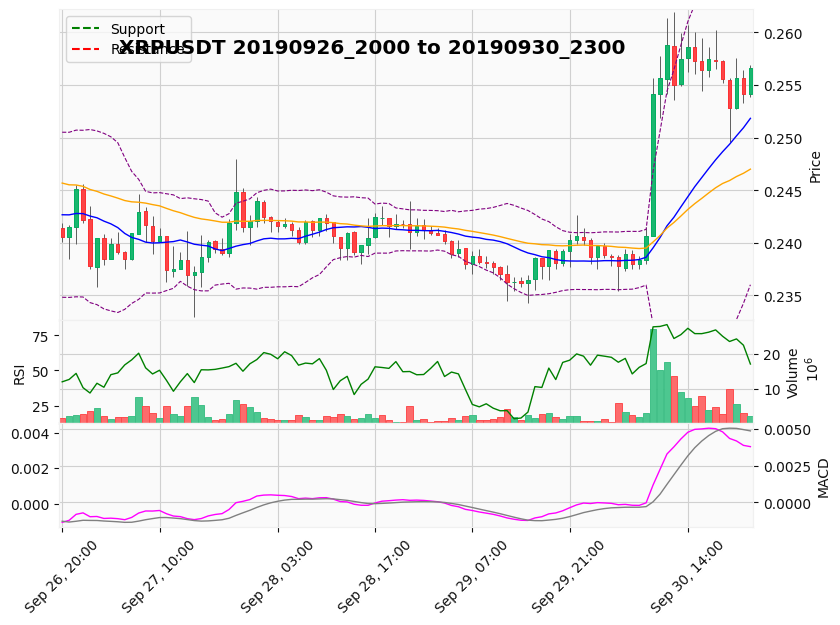 Support
Resistance
XRPUSDT 20190926_2000 to 20190930_2300
0.260
0.255
0.250
0.245
0.240
0.235
Price
75
50
25
RSI
20
10
Volume
10^6
0.004
0.002
0.000
0.0050
0.0025
0.0000
MACD
Sep 26, 20:00
Sep 27, 10:00
Sep 28, 03:00
Sep 28, 17:00
Sep 29, 07:00
Sep 29, 21:00
Sep 30, 14:00